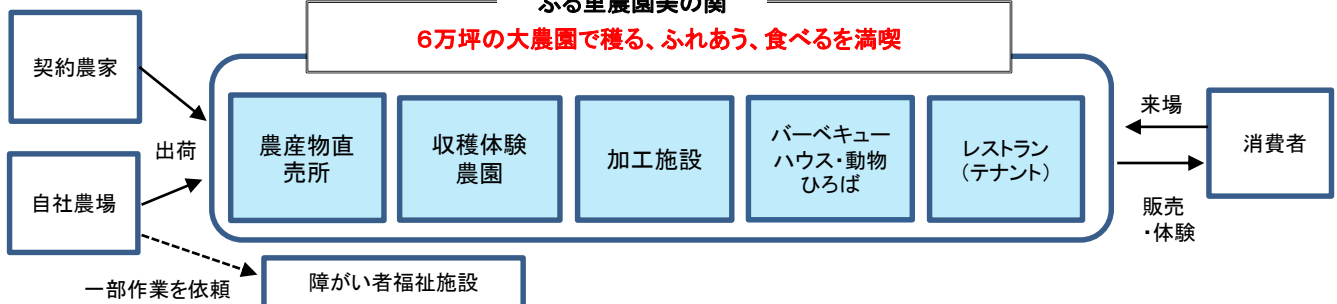 ふる里農園美の関
6万坪の大農園で穫る、ふれあう、食べるを満喫
契約農家
出荷
自社農場
一部作業を依頼
農産物直
売所
収穫体験
農園
加工施設
バーベキュー
ハウス・動物
ひろば
レストラン
(テナント)
障がい者福祉施設
来場
消費者
販売
・体験